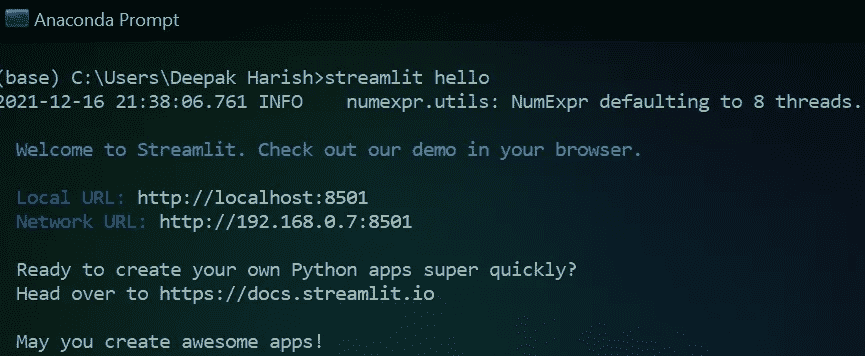 Anaconda Prompt
(base) C:\Users\Deepak Harish>streamlit hello
2021-12-16 21:38:06.761 INFO    numexpr.utils: NumExpr defaulting to 8 threads.
Welcome to Streamlit. Check out our demo in your browser.
Local URL: http://localhost:8501
Network URL: http://192.168.0.7:8501
Ready to create your own Python apps super quickly?
Head over to https://docs.streamlit.io
May you create awesome apps!